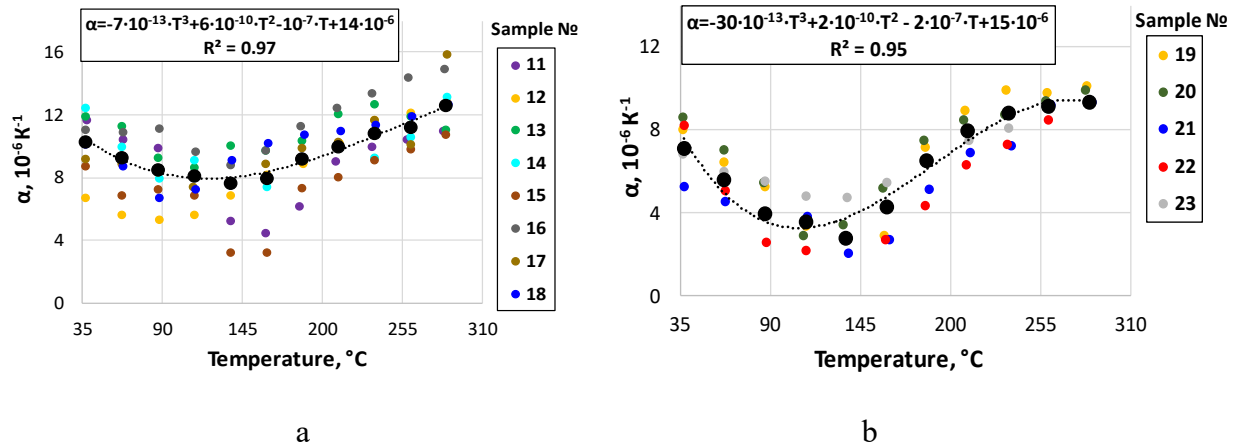 α=-7·10⁻¹³·T³+6·10⁻¹⁰·T²-10⁻⁷·T+14·10⁻⁶
R² = 0.97
Sample №
11
12
13
14
15
16
17
18
α, 10⁻⁶ K⁻¹
16
12
8
4
0
35 90 145 200 255 310
Temperature, °C
a
α=-30·10⁻¹³·T³+2·10⁻¹⁰·T² - 2·10⁻⁷·T+15·10⁻⁶
R² = 0.95
Sample №
19
20
21
22
23
α, 10⁻⁶ K⁻¹
12
8
4
0
35 90 145 200 255 310
Temperature, °C
b